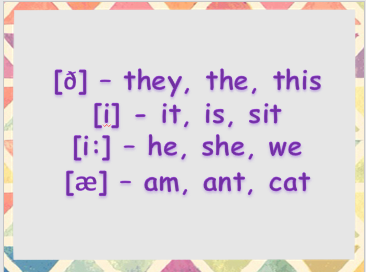 [ð] – they, the, this
[i] - it, is, sit
[i:] – he, she, we
[æ] – am, ant, cat